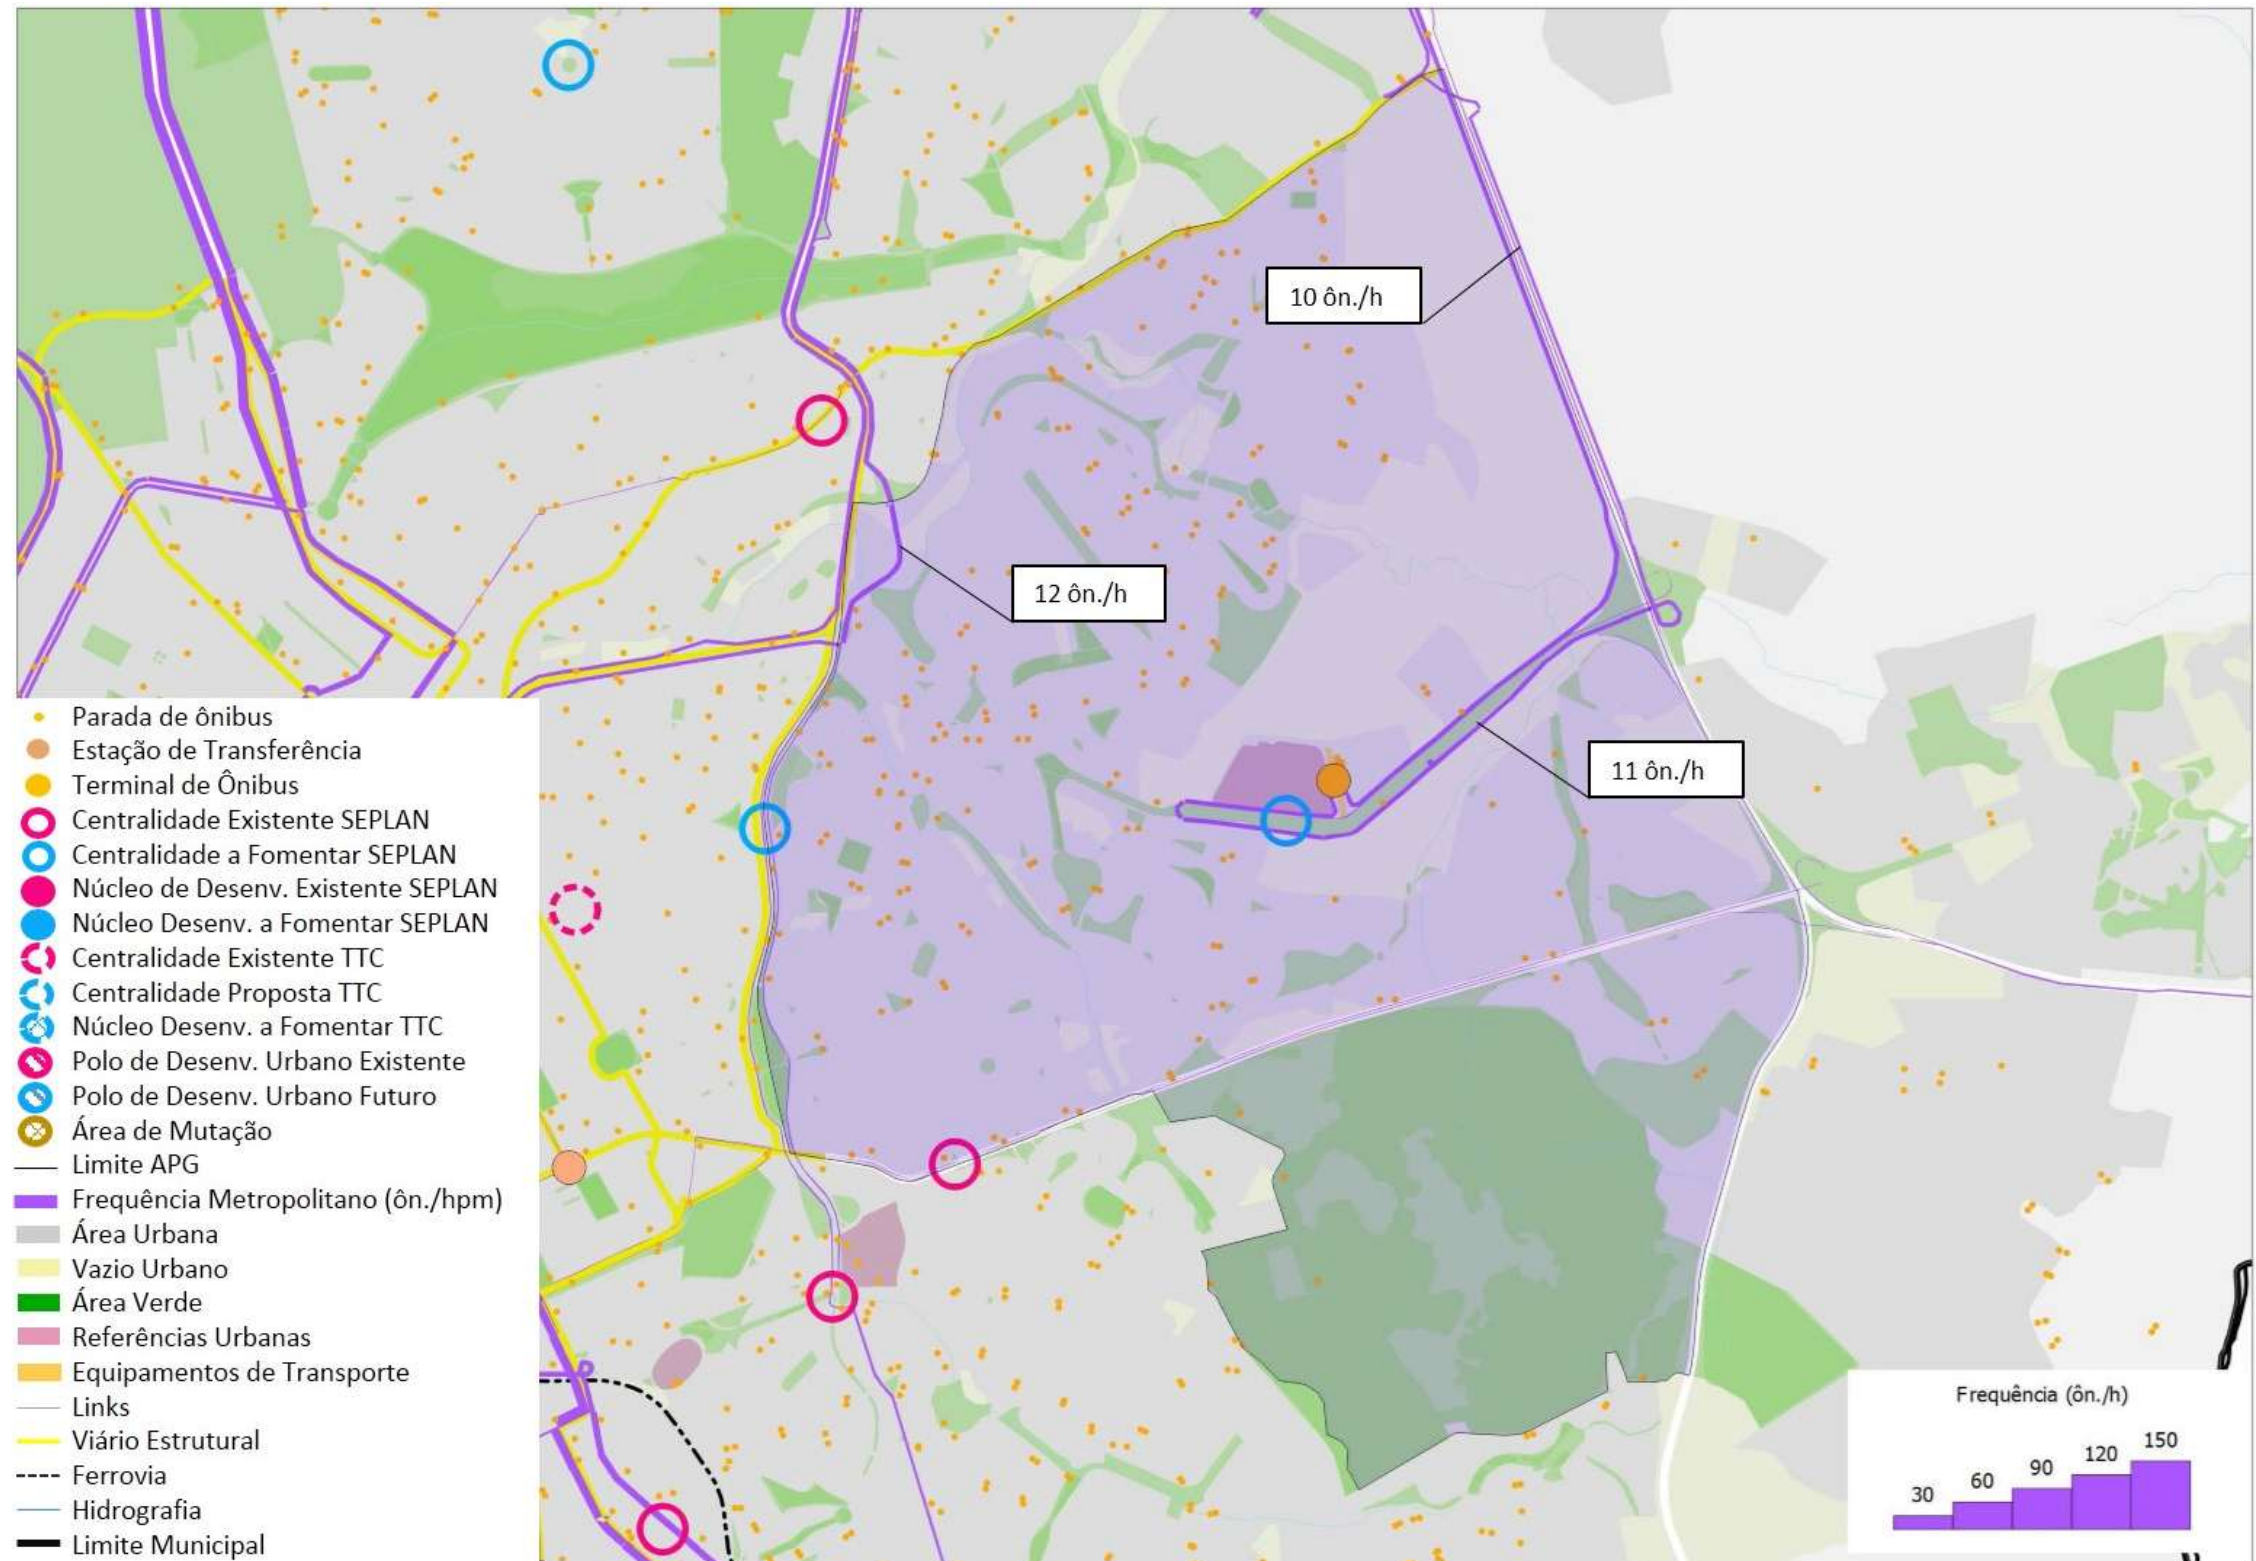 10 ôn./h
12 ôn./h
11 ôn./h
Parada de ônibus
Estação de Transferência
Terminal de Ônibus
Centralidade Existente SEPLAN
Centralidade a Fomentar SEPLAN
Núcleo de Desenv. Existente SEPLAN
Núcleo Desenv. a Fomentar SEPLAN
Centralidade Existente TTC
Centralidade Proposta TTC
Núcleo Desenv. a Fomentar TTC
Polo de Desenv. Urbano Existente
Polo de Desenv. Urbano Futuro
Área de Mutação
Limite APG
Frequência Metropolitano (ôn./hpm)
Área Urbana
Vazio Urbano
Área Verde
Referências Urbanas
Equipamentos de Transporte
Links
Viário Estrutural
Ferrovia
Hidrografia
Limite Municipal
Frequência (ôn./h)
30 60 90 120 150